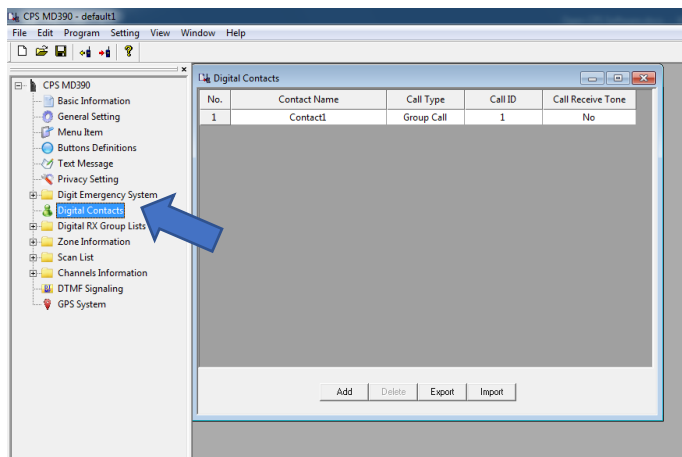 CPS MD390 - default1
File Edit Program Setting View Window Help
CPS MD390
Basic Information
General Setting
Menu Item
Buttons Definitions
Text Message
Privacy Setting
Digit Emergency System
Digital Contacts
Digital RX Group Lists
Zone Information
Scan List
Channels Information
DTMF Signaling
GPS System
Digital Contacts
No. Contact Name Call Type Call ID Call Receive Tone
1 Contact1 Group Call 1 No
Add Delete Export Import